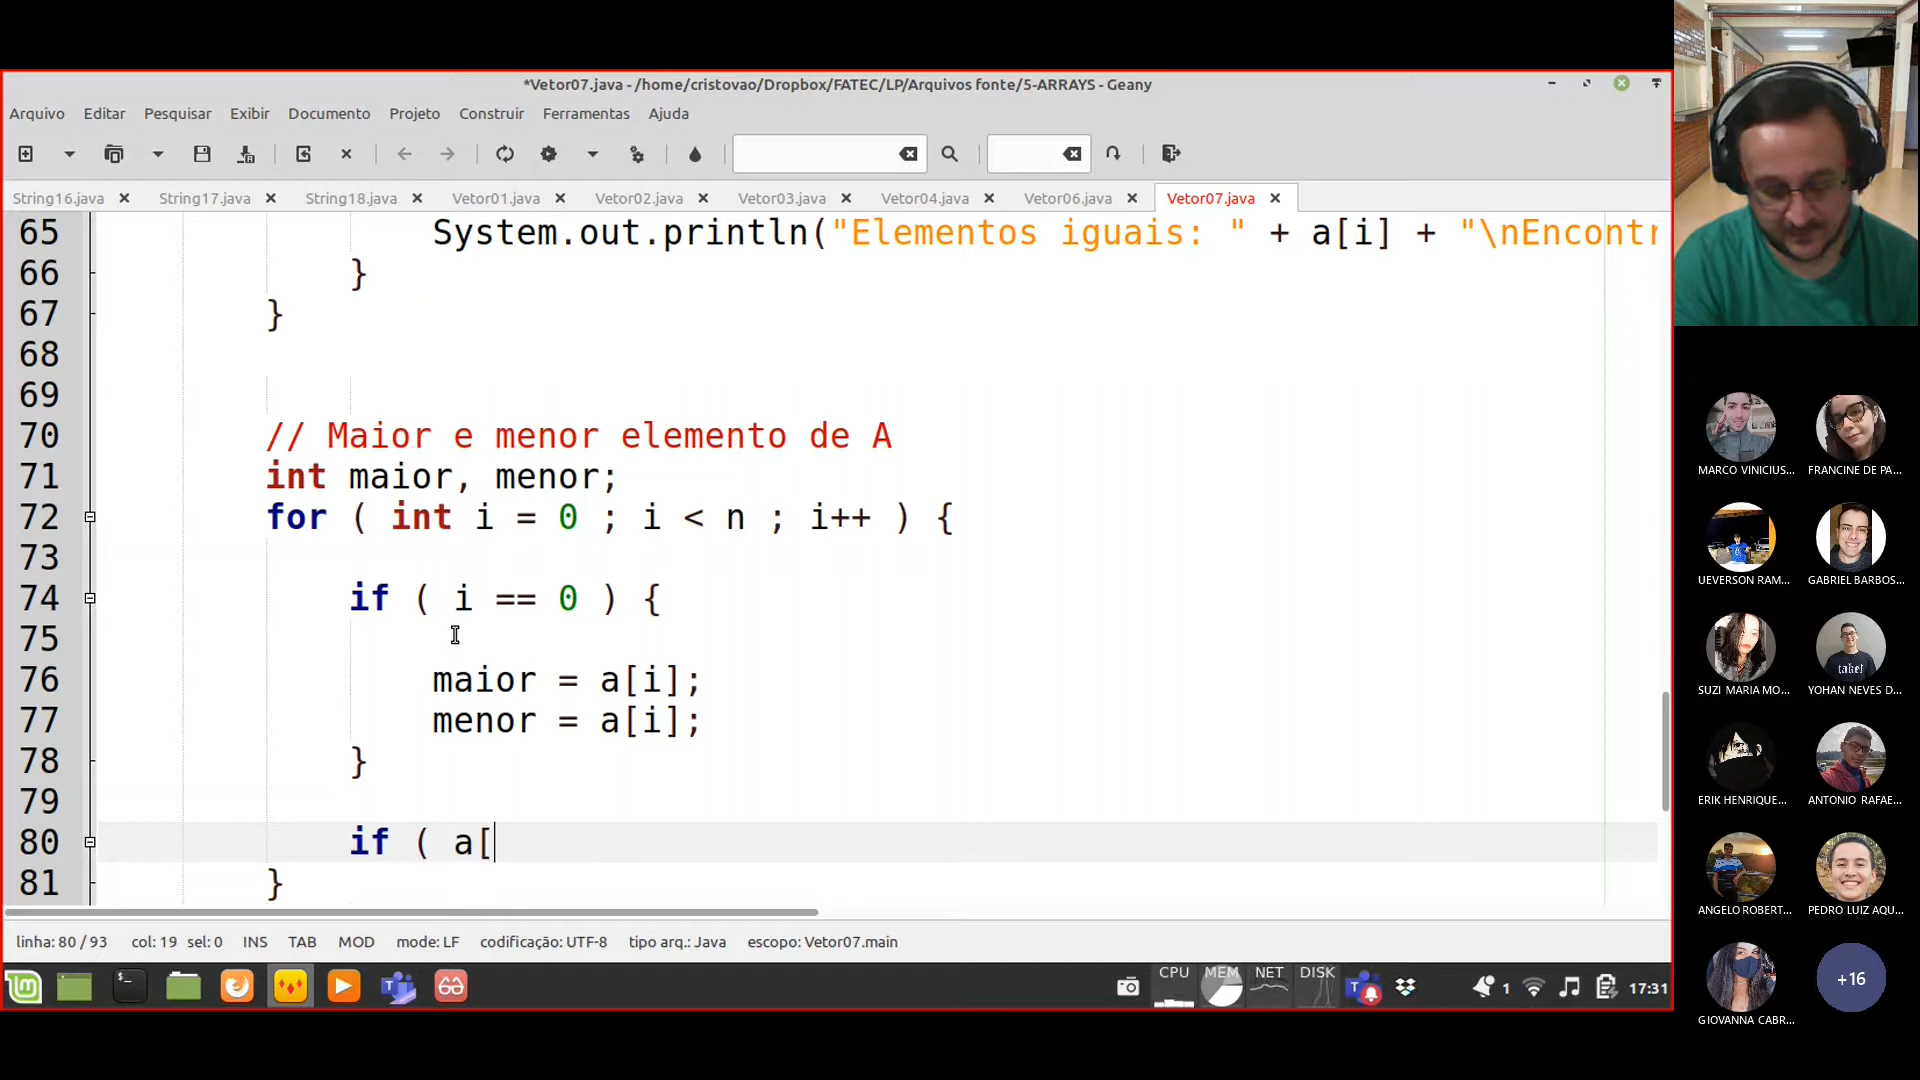 *Vetor07.java - /home/cristovao/Dropbox/FATEC/LP/Arquivos fonte/5-ARRAYS - Geany
Arquivo Editar Pesquisar Exibir Documento Projeto Construir Ferramentas Ajuda
String16.java String17.java String18.java Vetor01.java Vetor02.java Vetor03.java Vetor04.java Vetor06.java Vetor07.java
65 System.out.println("Elementos iguais: " + a[i] + "\nEncontr
66 }
67 }
68
69
70 // Maior e menor elemento de A
71 int maior, menor;
72 for ( int i = 0 ; i < n ; i++ ) {
73
74 if ( i == 0 ) {
75
76 maior = a[i];
77 menor = a[i];
78 }
79
80 if ( a[
81 }
linha: 80 / 93 col: 19 sel: 0 INS TAB MOD mode: LF codificação: UTF-8 tipo arq.: Java escopo: Vetor07.main
CPU MEM NET DISK 1 17:31
MARCO VINICIUS... FRANCINE DE PA...
UEVERSON RAM... GABRIEL BARBOS...
SUZI MARIA MO... YOHAN NEVES D...
ERIK HENRIQUE... ANTONIO RAFAE...
ANGELO ROBERT... PEDRO LUIZ AQU...
+16
GIOVANNA CABR...